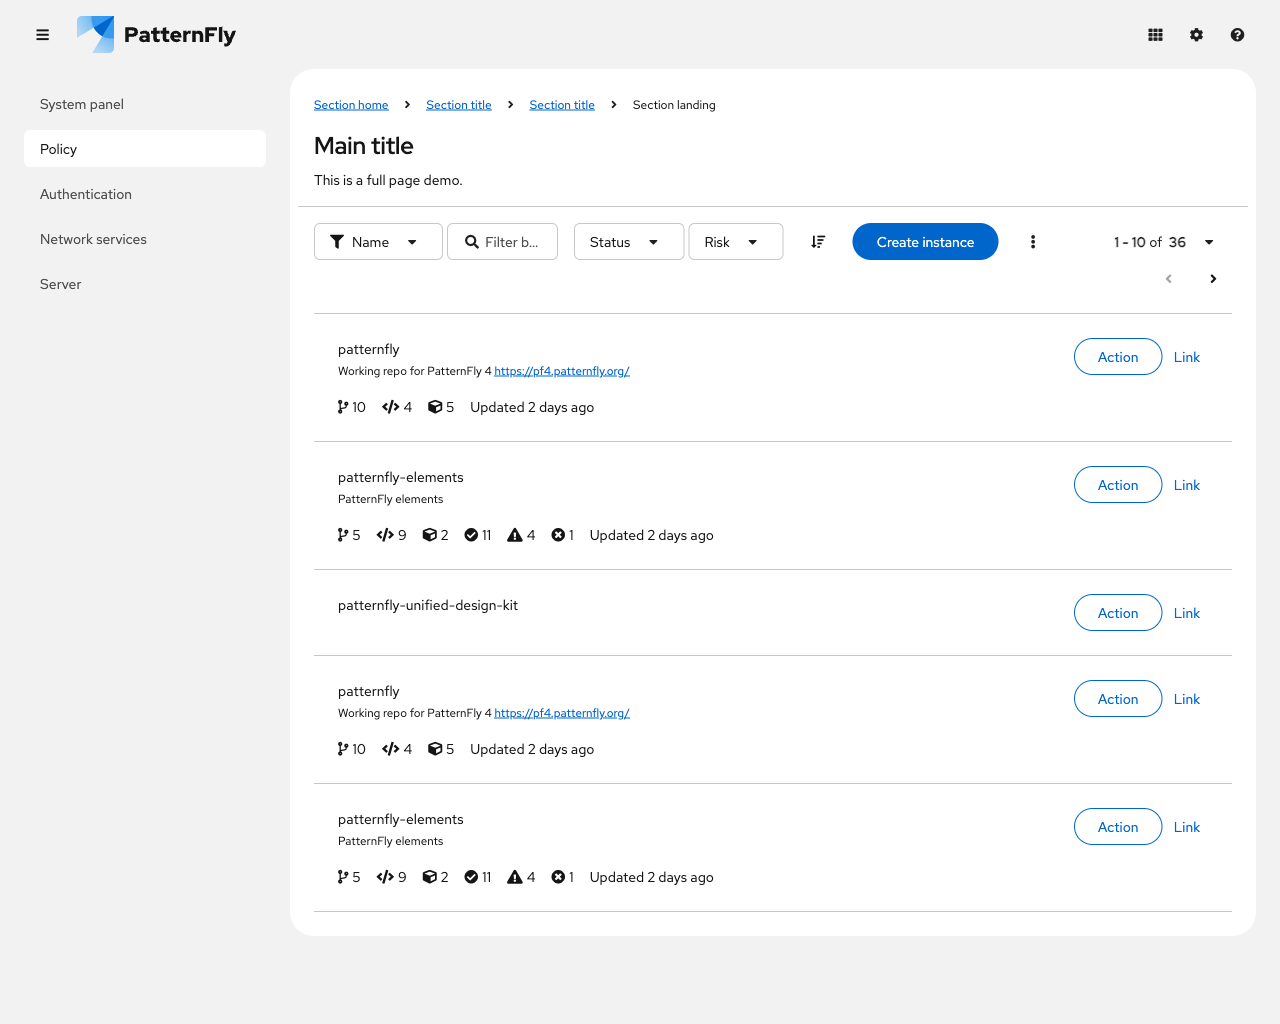 PatternFly
System panel
Policy
Authentication
Network services
Server
Section home Section title Section title Section landing
Main title
This is a full page demo.
Name Filter b... Status Risk Create instance 1 - 10 of 36
patternfly
Working repo for PatternFly 4 https://pf4.patternfly.org/
10 4 5 Updated 2 days ago
Action Link
patternfly-elements
PatternFly elements
5 9 2 11 4 1 Updated 2 days ago
Action Link
patternfly-unified-design-kit
Action Link
patternfly
Working repo for PatternFly 4 https://pf4.patternfly.org/
10 4 5 Updated 2 days ago
Action Link
patternfly-elements
PatternFly elements
5 9 2 11 4 1 Updated 2 days ago
Action Link